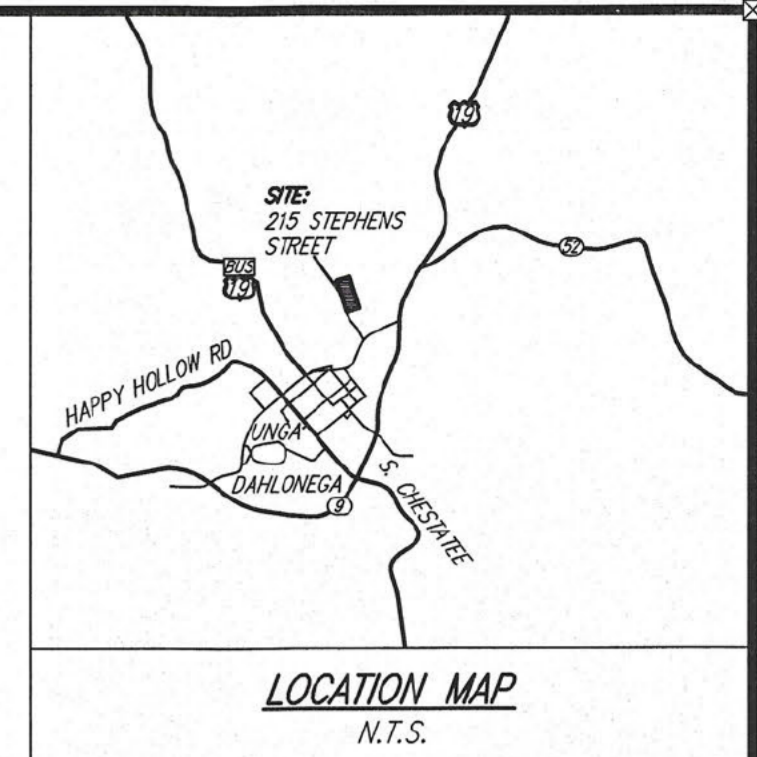 19
SITE:
215 STEPHENS
STREET
52
BUS
19
HAPPY HOLLOW RD
UNGA
DAHLONEGA
9
S. CHESTATEE
LOCATION MAP
N.T.S.